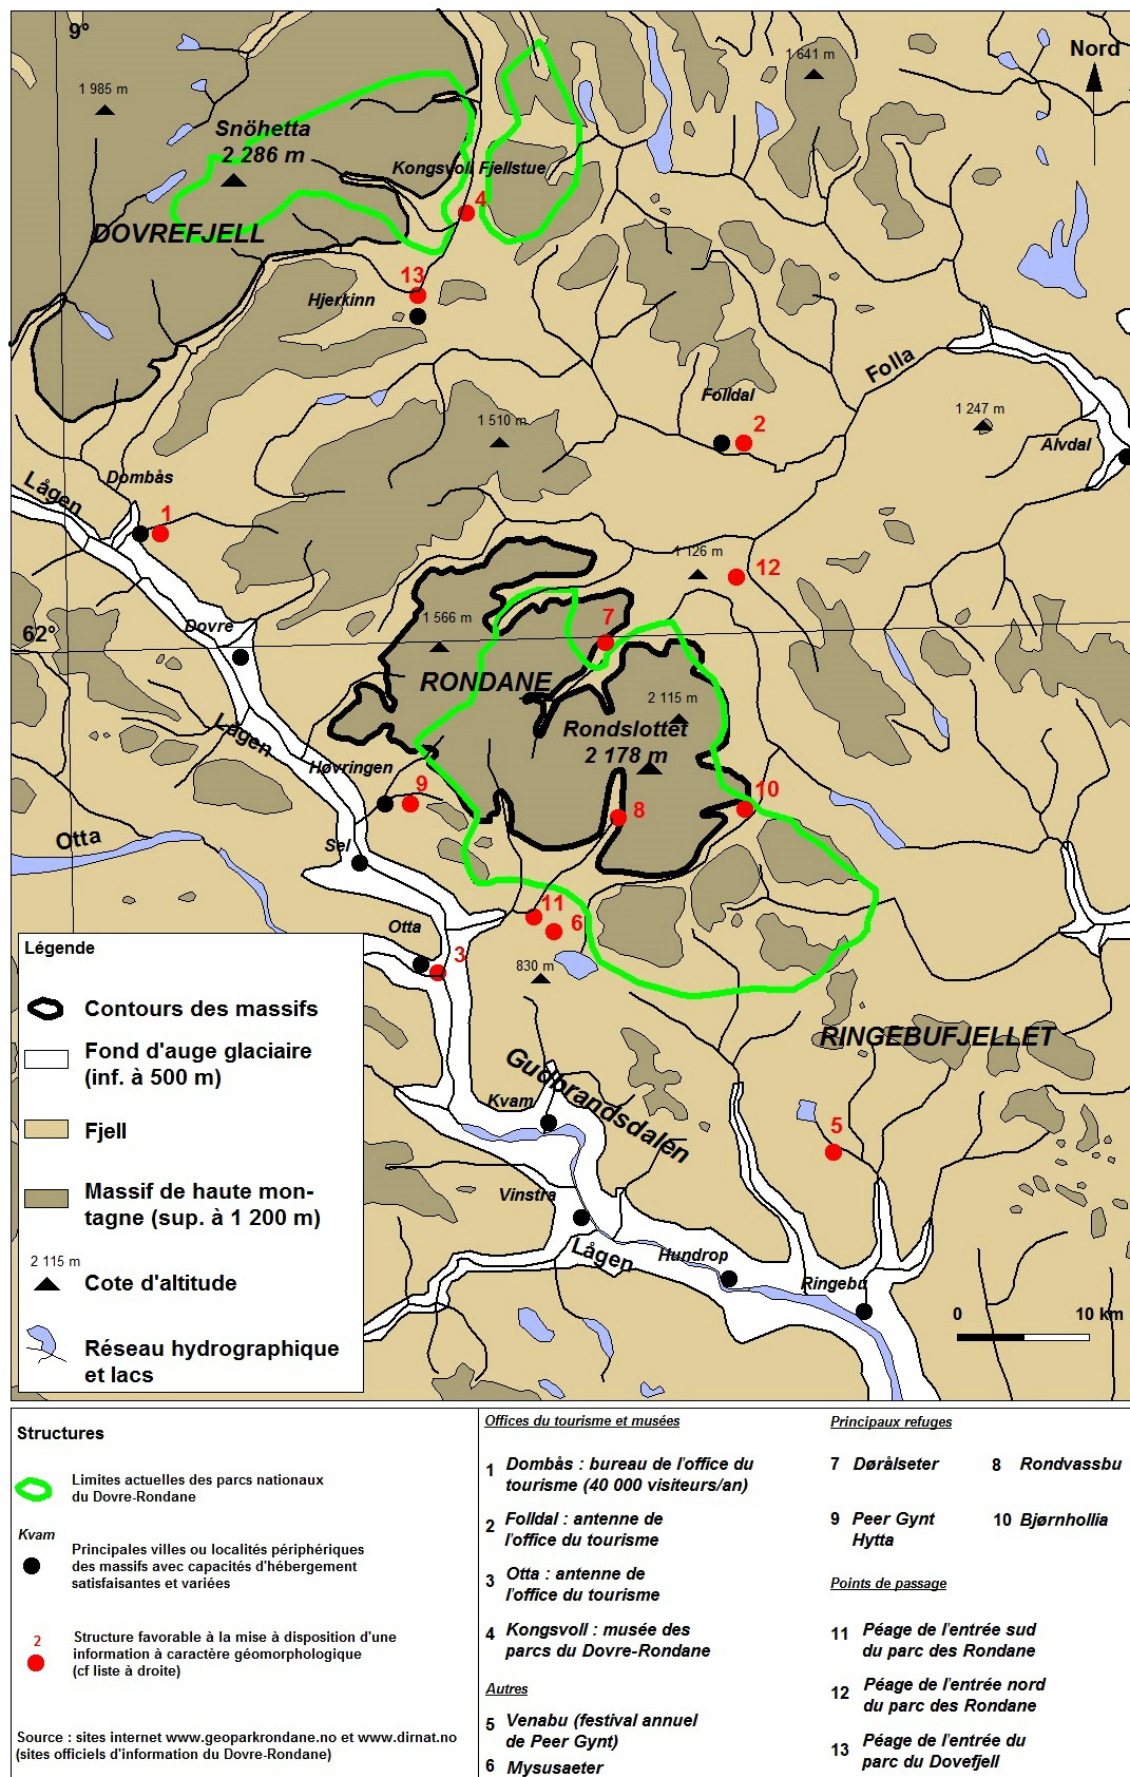 9°
1 985 m
Snöhetta
2 286 m
DOVREFJELL
Kongsvoll Fjellstue
4
1 641 m
Nord
13
Hjerkinn
Folla
Folldal
2
1 510 m
1 247 m
Alvdal
Dombås
Lågen
1
1 126 m
12
Dovre
62°
1 566 m
7
RONDANE
2 115 m
Rondslottet
2 178 m
Lågen
Høvringen
9
8
10
Otta
Sel
11
6
Otta
3
830 m
RINGEBUFJELLET
Gudbrandsdalen
Kvam
5
Vinstra
Lågen
Hundrop
Ringebu
0 10 km
Légende
Contours des massifs
Fond d'auge glaciaire
(inf. à 500 m)
Fjell
Massif de haute mon-
tagne (sup. à 1 200 m)
2 115 m
Cote d'altitude
Réseau hydrographique
et lacs
Structures
Limites actuelles des parcs nationaux
du Dovre-Rondane
Kvam
Principales villes ou localités périphériques
des massifs avec capacités d'hébergement
satisfaisantes et variées
2
Structure favorable à la mise à disposition d'une
information à caractère géomorphologique
(cf liste à droite)
Source : sites internet www.geoparkrondane.no et www.dirnat.no
(sites officiels d'information du Dovre-Rondane)
Offices du tourisme et musées
1 Dombås : bureau de l'office du
tourisme (40 000 visiteurs/an)
2 Folldal : antenne de
l'office du tourisme
3 Otta : antenne de
l'office du tourisme
4 Kongsvoll : musée des
parcs du Dovre-Rondane
Autres
5 Venabu (festival annuel
de Peer Gynt)
6 Mysusaeter
Principaux refuges
7 Dørålseter
8 Rondvassbu
9 Peer Gynt
Hytta
10 Bjørnhollia
Points de passage
11 Péage de l'entrée sud
du parc des Rondane
12 Péage de l'entrée nord
du parc des Rondane
13 Péage de l'entrée du
parc du Dovefjell